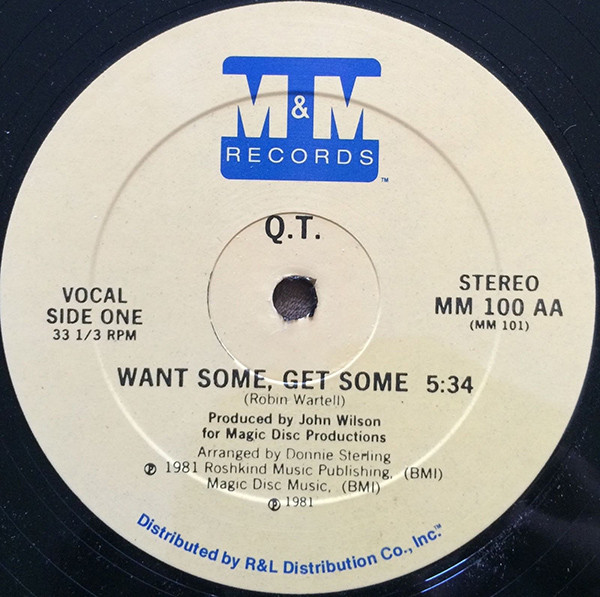 M&M
RECORDS
™
Q.T.
VOCAL
SIDE ONE
33 1/3 RPM
STEREO
MM 100 AA
(MM 101)
WANT SOME, GET SOME 5:34
(Robin Wartell)
Produced by John Wilson
for Magic Disc Productions
Arranged by Donnie Sterling
℗ 1981 Roshkind Music Publishing, (BMI)
Magic Disc Music, (BMI)
℗ 1981
Distributed by R&L Distribution Co., Inc.™